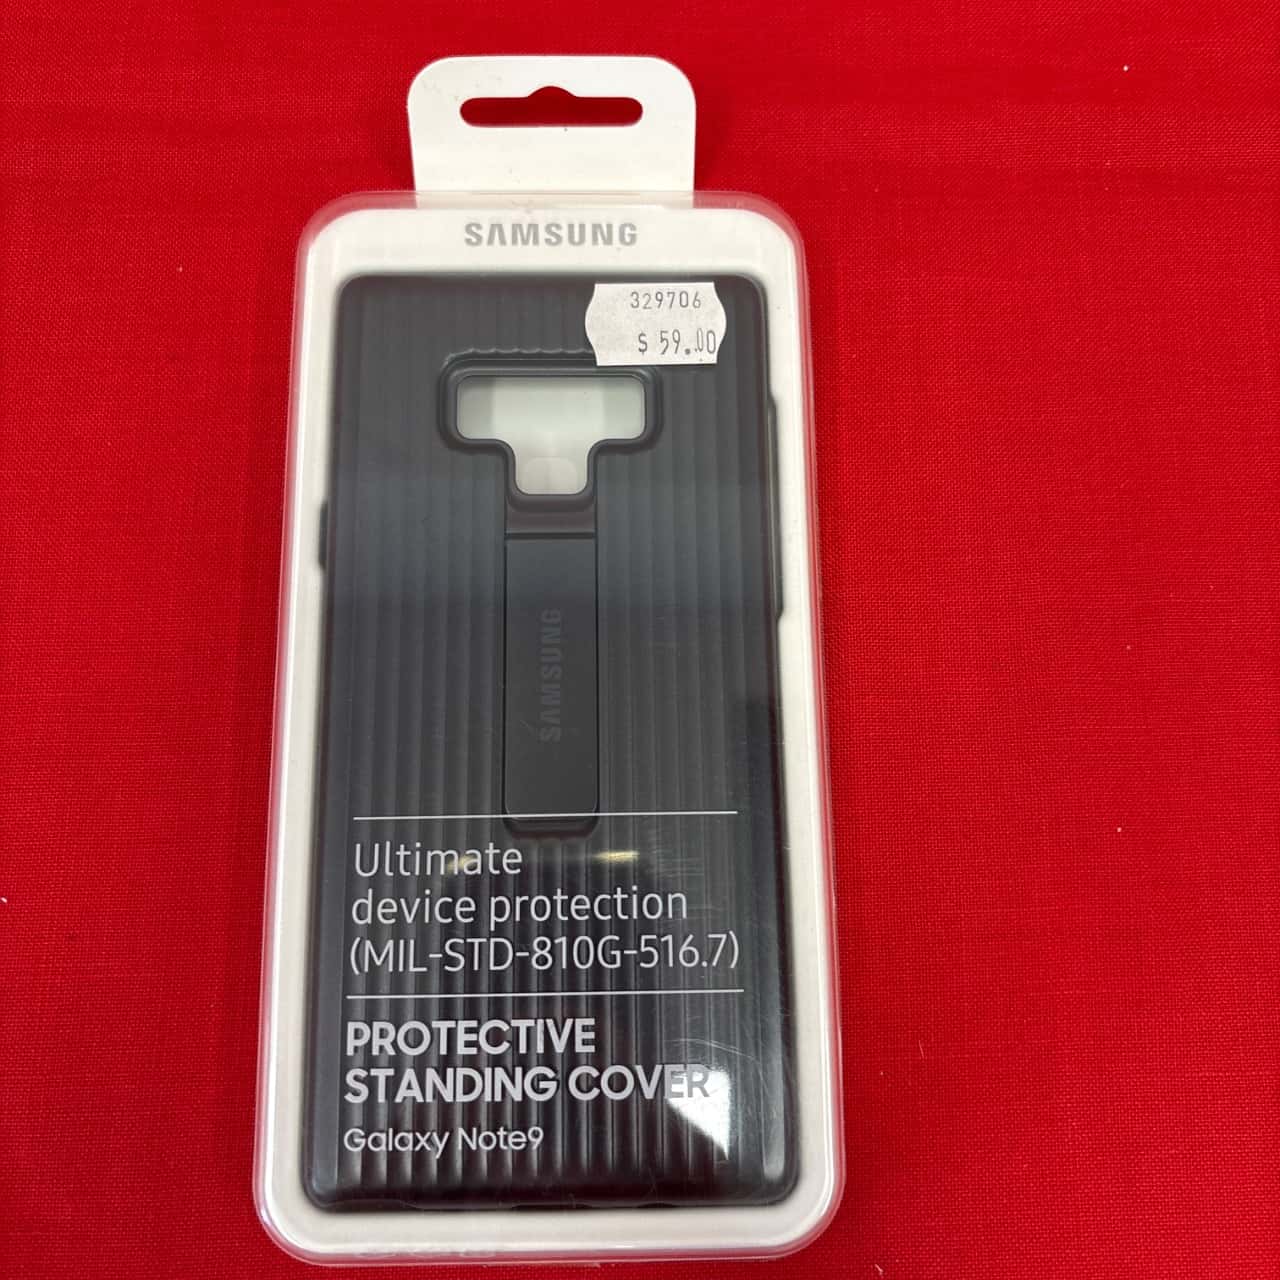 SAMSUNG
329706
$ 59.00
SAMSUNG
Ultimate
device protection
(MIL-STD-810G-516.7)
PROTECTIVE
STANDING COVER
Galaxy Note9